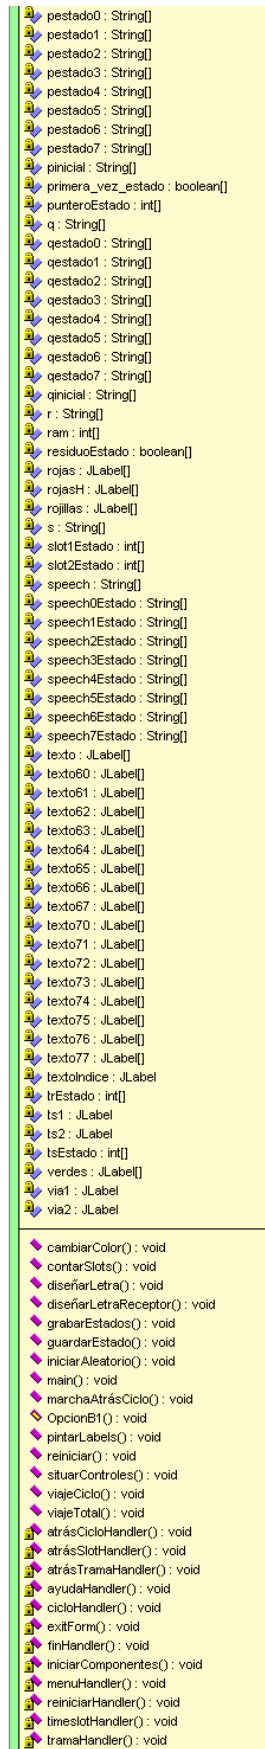 pestado0 : String[]
pestado1 : String[]
pestado2 : String[]
pestado3 : String[]
pestado4 : String[]
pestado5 : String[]
pestado6 : String[]
pestado7 : String[]
pinicial : String[]
primera_vez_estado : boolean[]
punteroEstado : int[]
q : String[]
qestado0 : String[]
qestado1 : String[]
qestado2 : String[]
qestado3 : String[]
qestado4 : String[]
qestado5 : String[]
qestado6 : String[]
qestado7 : String[]
qinicial : String[]
r : String[]
ram : int[]
residuoEstado : boolean[]
rojas : JLabel[]
rojasH : JLabel[]
rojillas : JLabel[]
s : String[]
slot1Estado : int[]
slot2Estado : int[]
speech : String[]
speech0Estado : String[]
speech1Estado : String[]
speech2Estado : String[]
speech3Estado : String[]
speech4Estado : String[]
speech5Estado : String[]
speech6Estado : String[]
speech7Estado : String[]
texto : JLabel[]
texto60 : JLabel[]
texto61 : JLabel[]
texto62 : JLabel[]
texto63 : JLabel[]
texto64 : JLabel[]
texto65 : JLabel[]
texto66 : JLabel[]
texto67 : JLabel[]
texto70 : JLabel[]
texto71 : JLabel[]
texto72 : JLabel[]
texto73 : JLabel[]
texto74 : JLabel[]
texto75 : JLabel[]
texto76 : JLabel[]
texto77 : JLabel[]
textoIndice : JLabel
trEstado : int[]
ts1 : JLabel
ts2 : JLabel
tsEstado : int[]
verdes : JLabel[]
via1 : JLabel
via2 : JLabel
cambiarColor() : void
contarSlots() : void
diseñarLetra() : void
diseñarLetraReceptor() : void
grabarEstados() : void
guardarEstado() : void
iniciarAleatorio() : void
main() : void
marchaAtrásCiclo() : void
OpcionB1() : void
pintarLabels() : void
reiniciar() : void
situarControles() : void
viajeCiclo() : void
viajeTotal() : void
atrásCicloHandler() : void
atrásSlotHandler() : void
atrásTramaHandler() : void
ayudaHandler() : void
cicloHandler() : void
exitForm() : void
finHandler() : void
iniciarComponentes() : void
menuHandler() : void
reiniciarHandler() : void
timeslotHandler() : void
tramaHandler() : void